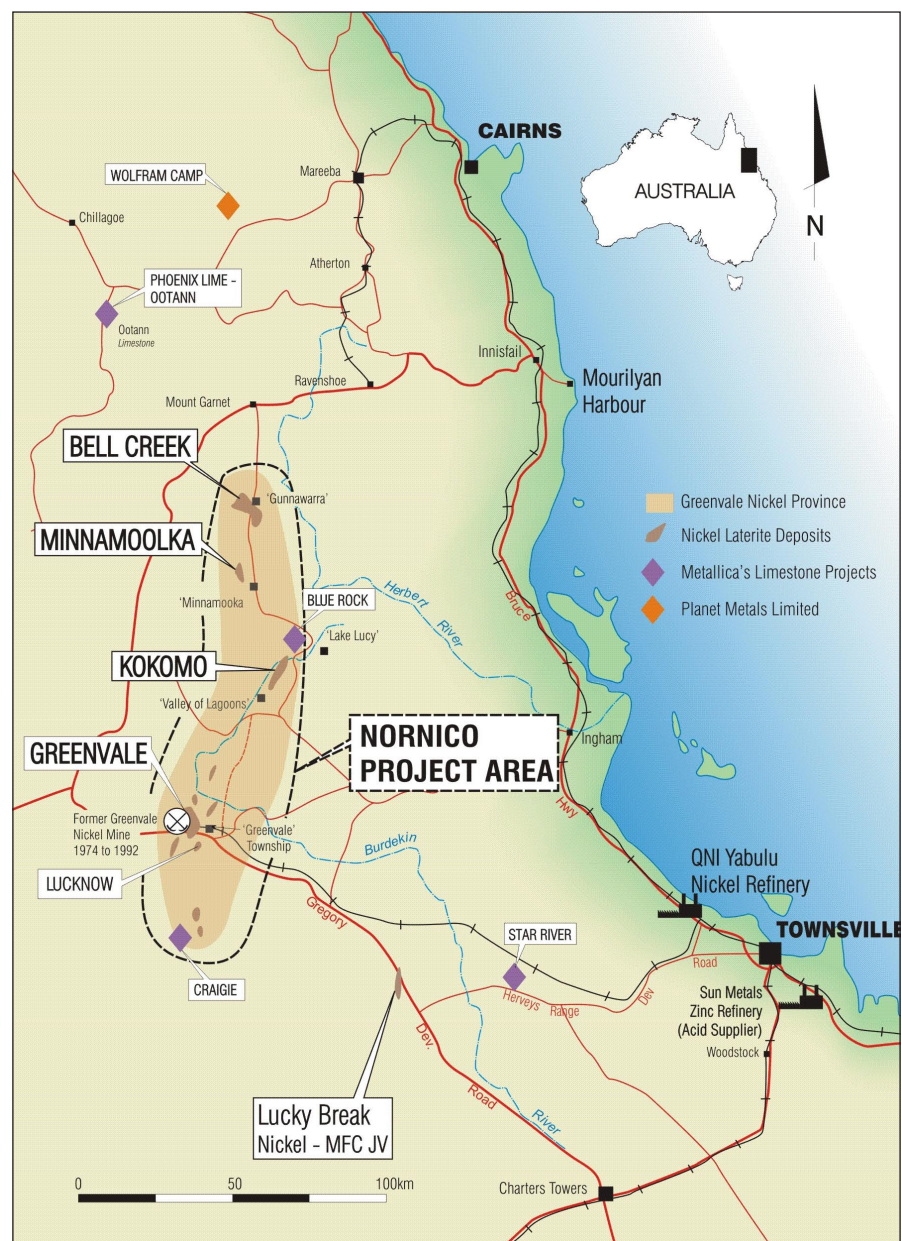 CAIRNS
WOLFRAM CAMP
Mareeba
AUSTRALIA
N
Chillagoe
Atherton
PHOENIX LIME -
OOTANN
Ootann
Limestone
Innisfail
Ravenshoe
Mourilyan
Harbour
Mount Garnet
BELL CREEK
'Gunnawarra'
Greenvale Nickel Province
Nickel Laterite Deposits
Metallica's Limestone Projects
Planet Metals Limited
MINNAMOOLKA
'Minnamooka
BLUE ROCK
Herbert
River
Bruce
'Lake Lucy'
KOKOMO
'Valley of Lagoons'
NORNICO
PROJECT AREA
Ingham
GREENVALE
Hwy
Former Greenvale
Nickel Mine
1974 to 1992
'Greenvale'
Township
Burdekin
LUCKNOW
QNI Yabulu
Nickel Refinery
Gregory
STAR RIVER
TOWNSVILLE
Road
CRAIGIE
Herveys
Range
Dev
Sun Metals
Zinc Refinery
(Acid Supplier)
Dev.
Woodstock
Road
River
Lucky Break
Nickel – MFC JV
Charters Towers
0
50
100km